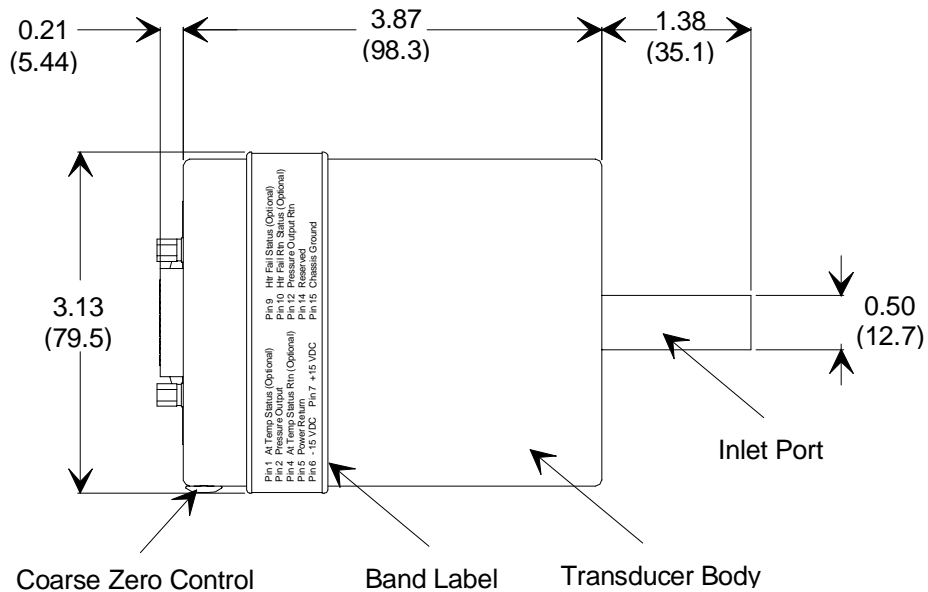 0.21
(5.44)
3.87
(98.3)
1.38
(35.1)
3.13
(79.5)
Pin 9 Htr Fail Status (Optional)
Pin 10 Htr Fail Rtn Status (Optional)
Pin 12 Pressure Output Rtn
Pin 14 Reserved
Pin 15 Chassis Ground
Pin 1 At Temp Status (Optional)
Pin 2 Pressure Output
Pin 4 At Temp Status Rtn (Optional)
Pin 5 Power Return
Pin 6 -15 VDC Pin 7 +15 VDC
0.50
(12.7)
Inlet Port
Coarse Zero Control
Band Label
Transducer Body